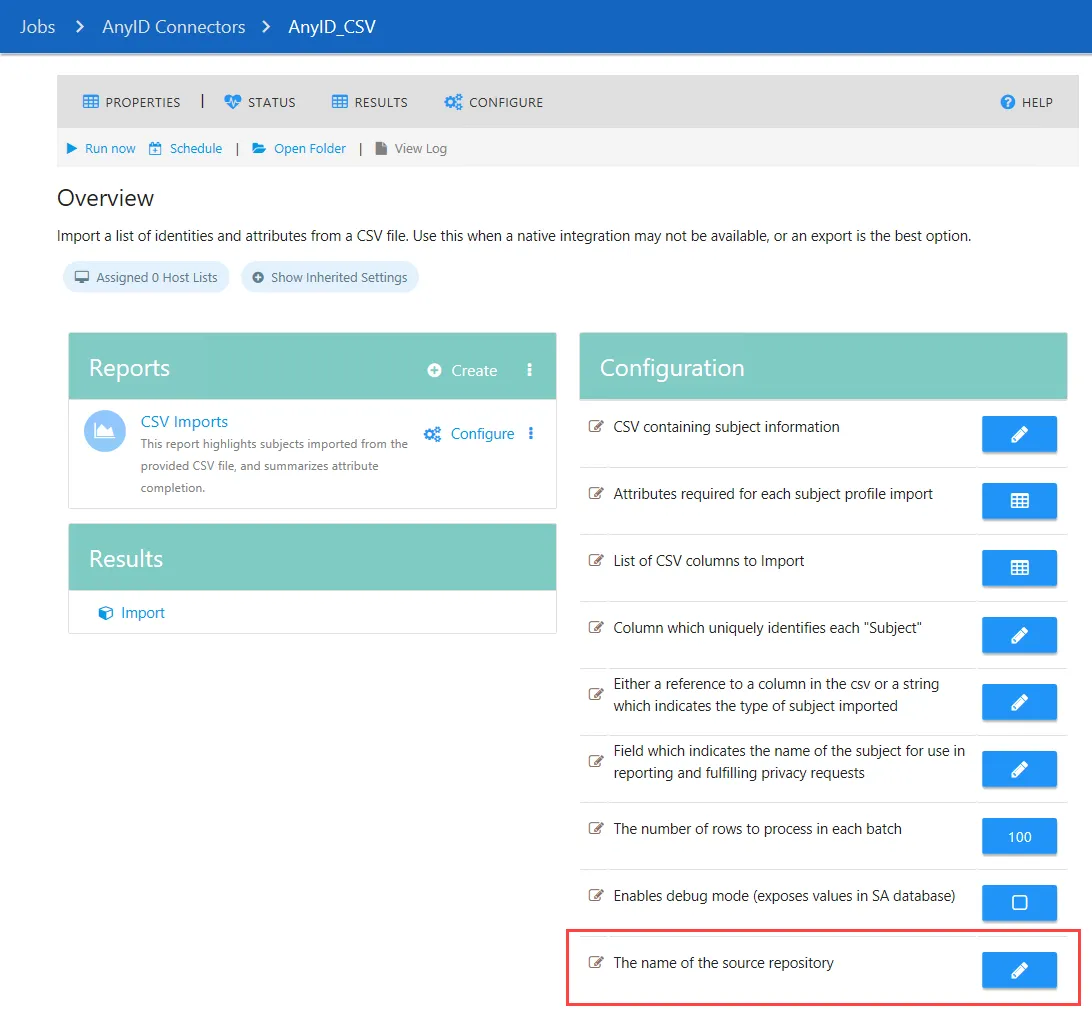 Jobs > AnyID Connectors > AnyID_CSV
PROPERTIES | STATUS RESULTS CONFIGURE HELP
Run now Schedule | Open Folder | View Log
Overview
Import a list of identities and attributes from a CSV file. Use this when a native integration may not be available, or an export is the best option.
Assigned 0 Host Lists Show Inherited Settings
Reports Create
CSV Imports Configure
This report highlights subjects imported from the
provided CSV file, and summarizes attribute
completion.
Results
Import
Configuration
CSV containing subject information
Attributes required for each subject profile import
List of CSV columns to Import
Column which uniquely identifies each "Subject"
Either a reference to a column in the csv or a string
which indicates the type of subject imported
Field which indicates the name of the subject for use in
reporting and fulfilling privacy requests
The number of rows to process in each batch 100
Enables debug mode (exposes values in SA database)
The name of the source repository